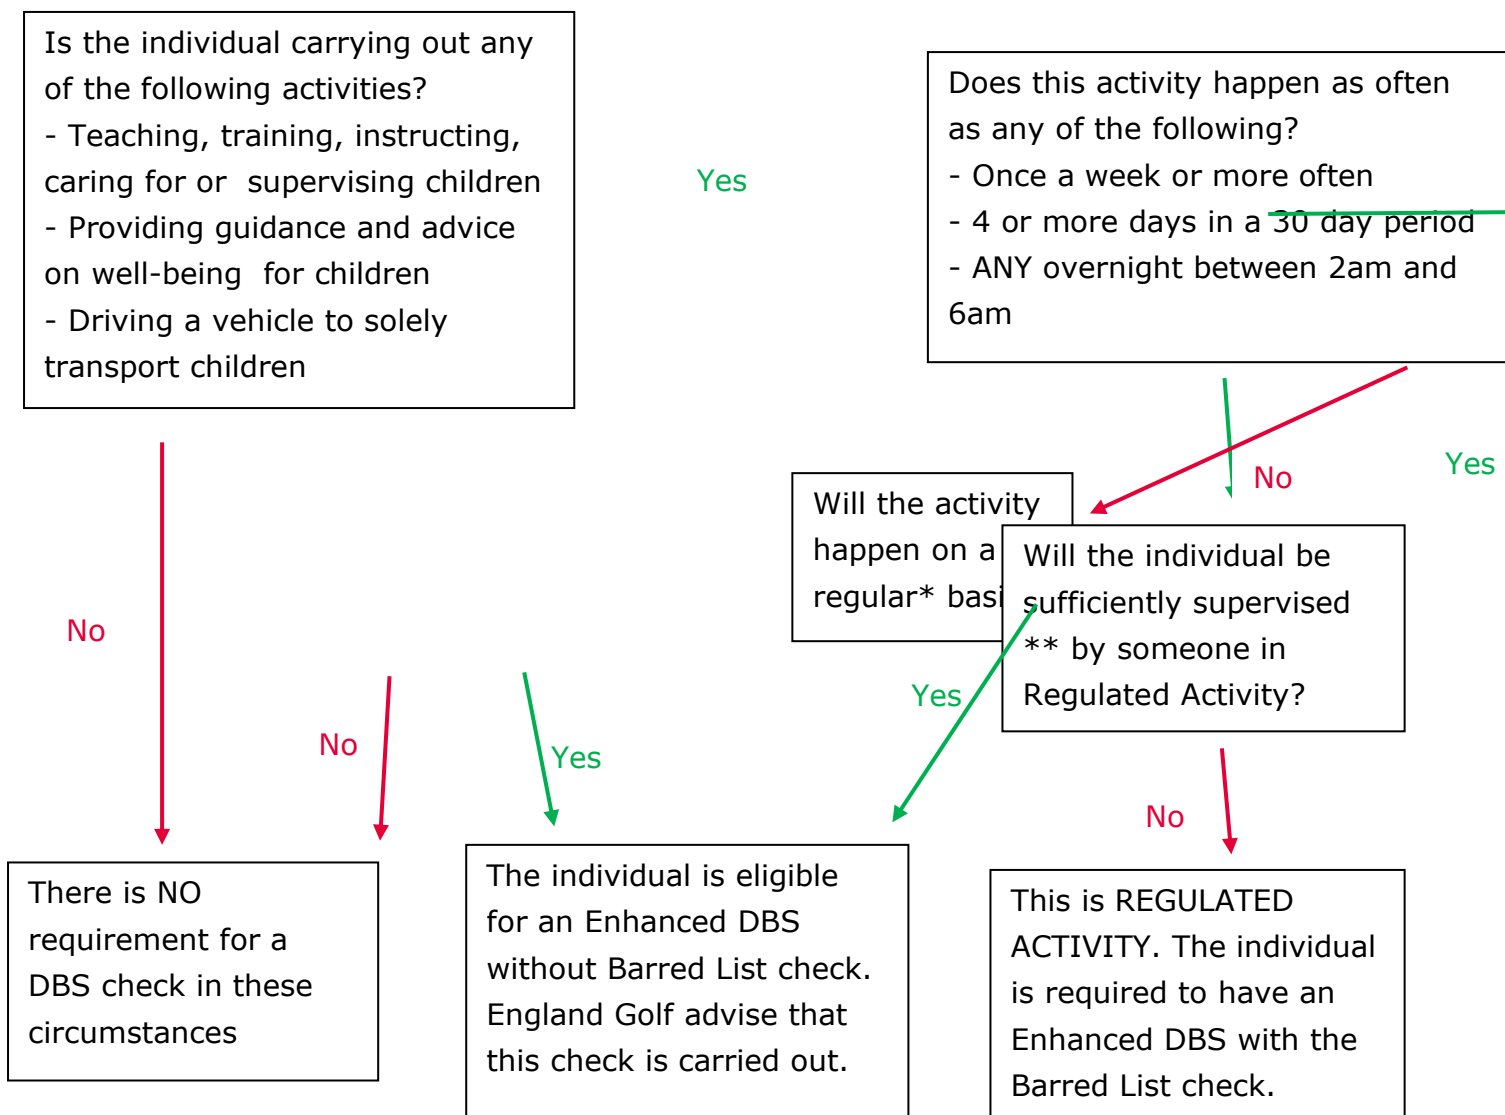 Is the individual carrying out any
of the following activities?
- Teaching, training, instructing,
caring for or  supervising children
- Providing guidance and advice
on well-being  for children
- Driving a vehicle to solely
transport children
Yes
Does this activity happen as often
as any of the following?
- Once a week or more often
- 4 or more days in a 30 day period
- ANY overnight between 2am and
6am
No
Yes
Will the activity
happen on a
regular* basi
Will the individual be
sufficiently supervised
** by someone in
Regulated Activity?
No
No
Yes
Yes
No
There is NO
requirement for a
DBS check in these
circumstances
The individual is eligible
for an Enhanced DBS
without Barred List check.
England Golf advise that
this check is carried out.
This is REGULATED
ACTIVITY. The individual
is required to have an
Enhanced DBS with the
Barred List check.